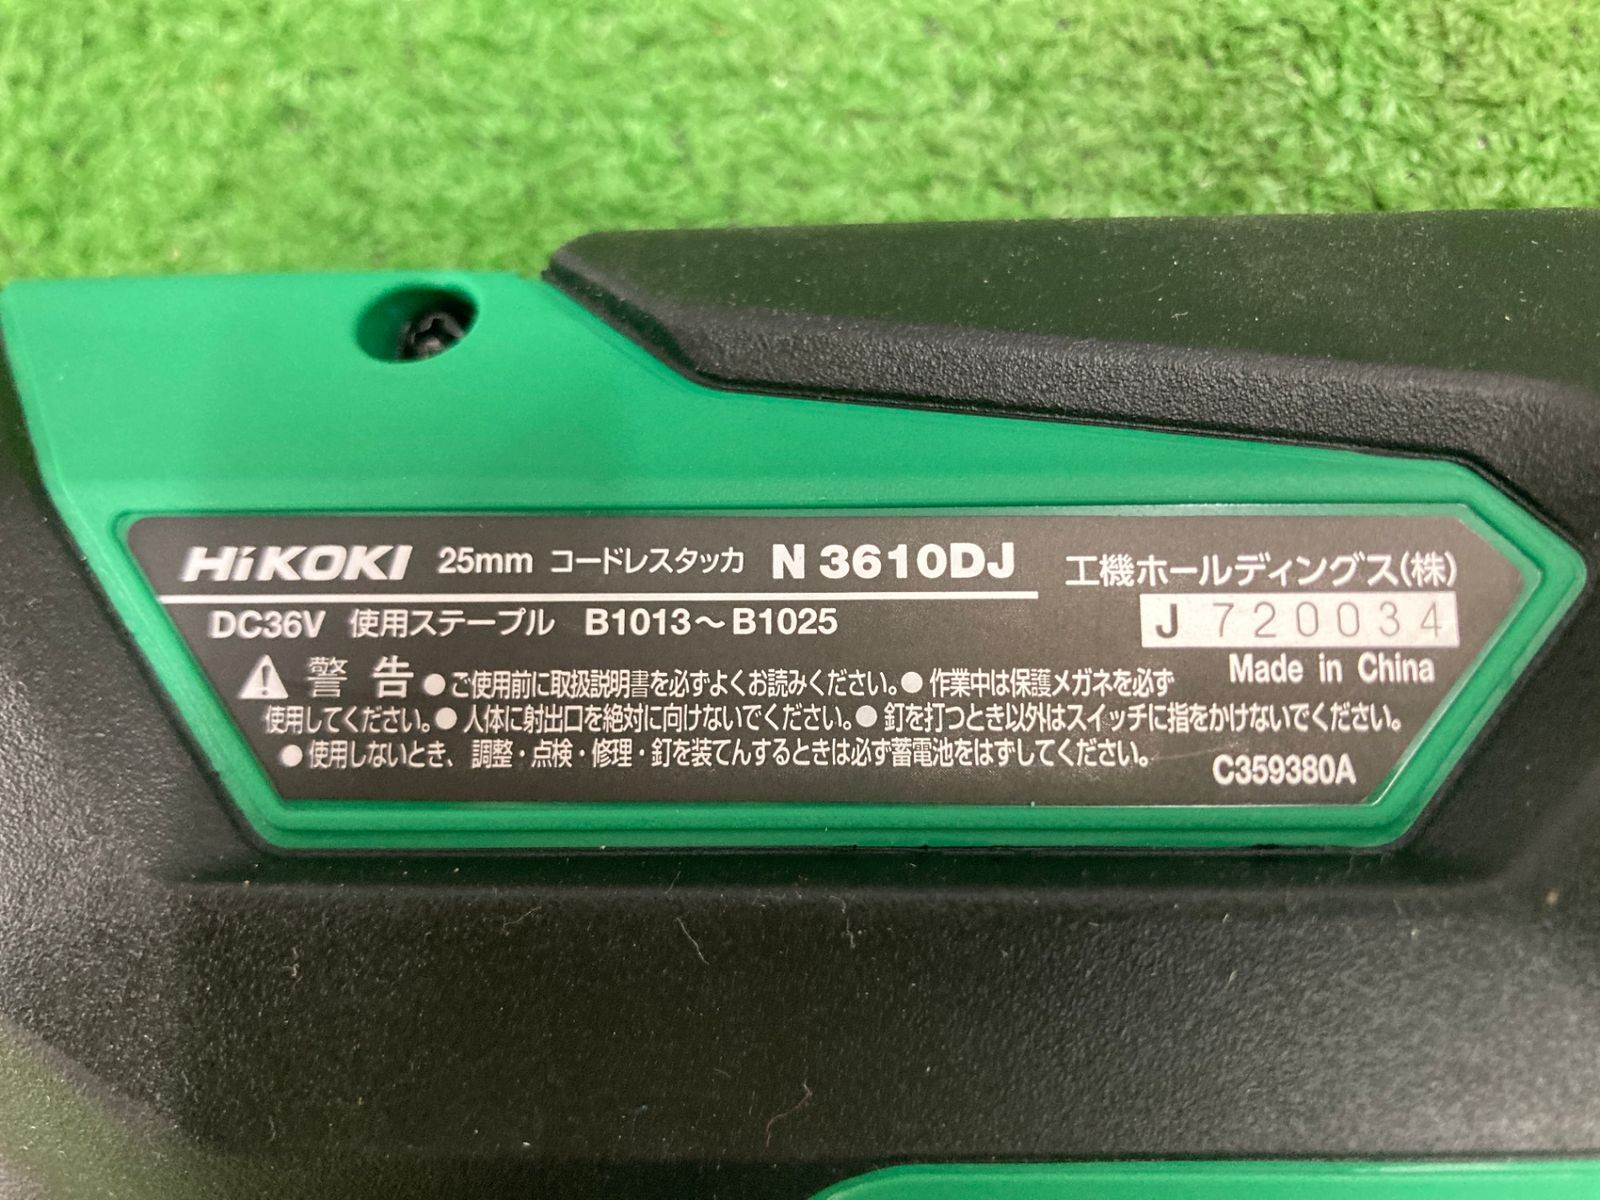 HiKOKI 25mm コードレスタッカ N 3610DJ 工機ホールディングス(株)
DC36V 使用ステープル B1013～B1025 J 720034
Made in China
⚠ 警告 ●ご使用前に取扱説明書を必ずよくお読みください。●作業中は保護メガネを必ず
使用してください。●人体に射出口を絶対に向けないでください。●釘を打つとき以外はスイッチに指をかけないでください。
●使用しないとき、調整・点検・修理・釘を装てんするときは必ず蓄電池をはずしてください。
C359380A